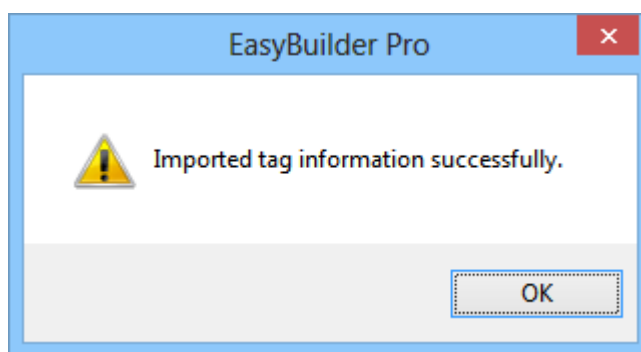 EasyBuilder Pro
Imported tag information successfully.
OK